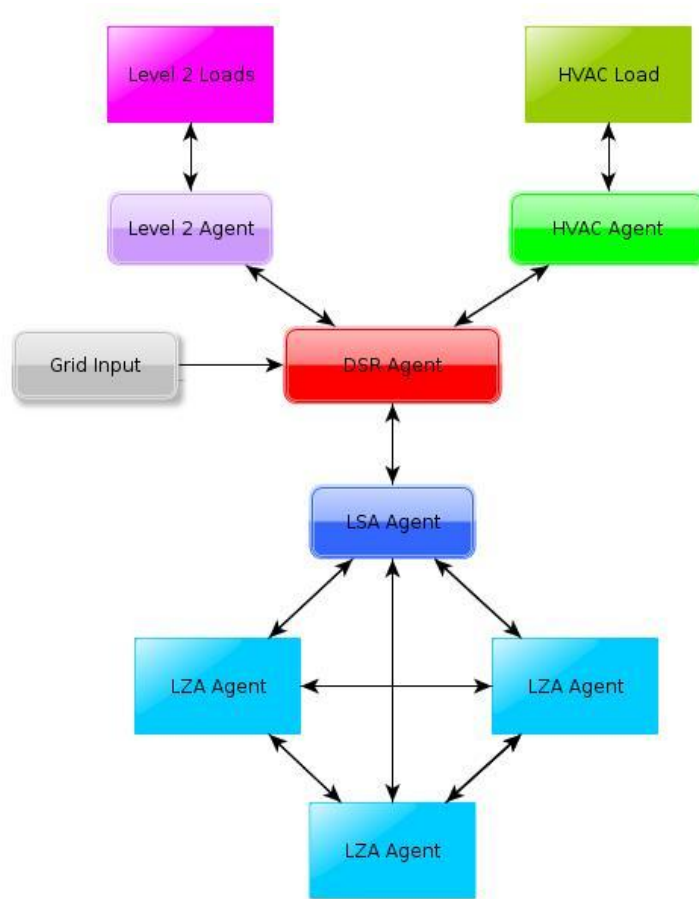 Level 2 Loads
HVAC Load
Level 2 Agent
HVAC Agent
Grid Input
DSR Agent
LSA Agent
LZA Agent
LZA Agent
LZA Agent